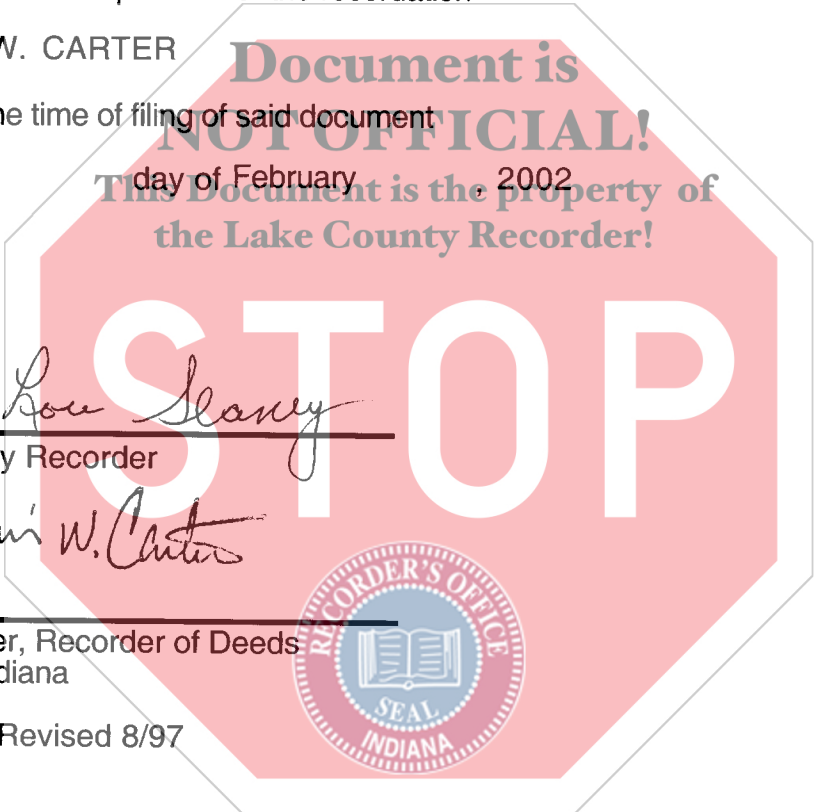 W. CARTER
Document is
ne time of filing of said document
NOT OFFICIAL!
day of February , 2002
This Document is the property of
the Lake County Recorder!
STOP
y Recorder
W. Carter
er, Recorder of Deeds
diana
Revised 8/97
RECORDER'S OFFICE
SEAL
INDIANA